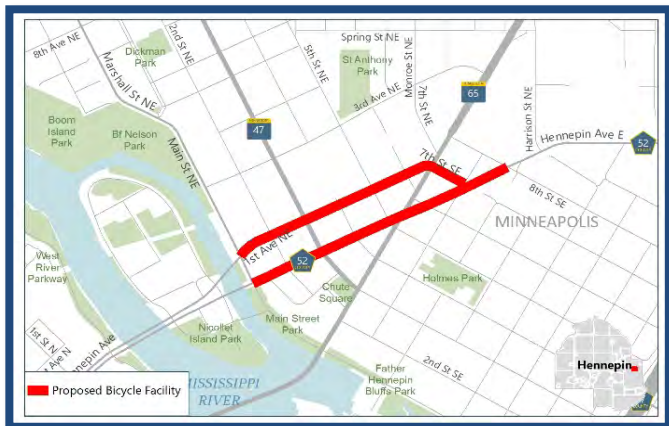 8th Ave NE
2nd St NE
Dickman
Park
Spring St NE
5th St NE
St Anthony
Park
Monroe St NE
7th St NE
3rd Ave NE
65
Harrison St NE
Hennepin Ave E
52
Marshall St NE
Boom
Island
Park
Bf Nelson
Park
Main St NE
47
7th St SE
8th St SE
MINNEAPOLIS
West
River
Parkway
1st Ave NE
52
Holmes Park
Chute
Square
Main Street
Park
Nicollet
Island Park
1st St N
Ave N
nnepin Ave
2nd St SE
Father
Hennepin
Bluffs Park
Hennepin
Proposed Bicycle Facility
MISSISSIPPI
RIVER